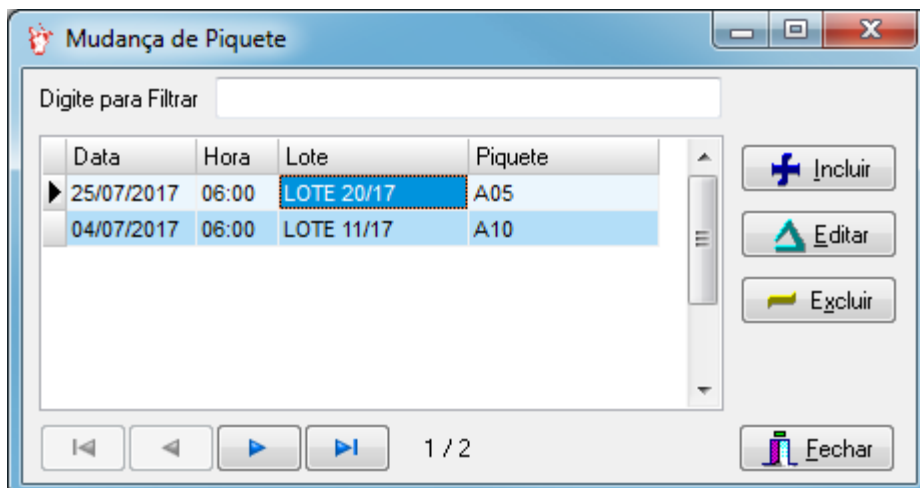 Mudança de Piquete
Digite para Filtrar
Data Hora Lote Piquete
25/07/2017 06:00 LOTE 20/17 A05
04/07/2017 06:00 LOTE 11/17 A10
Incluir
Editar
Excluir
1 / 2
Fechar